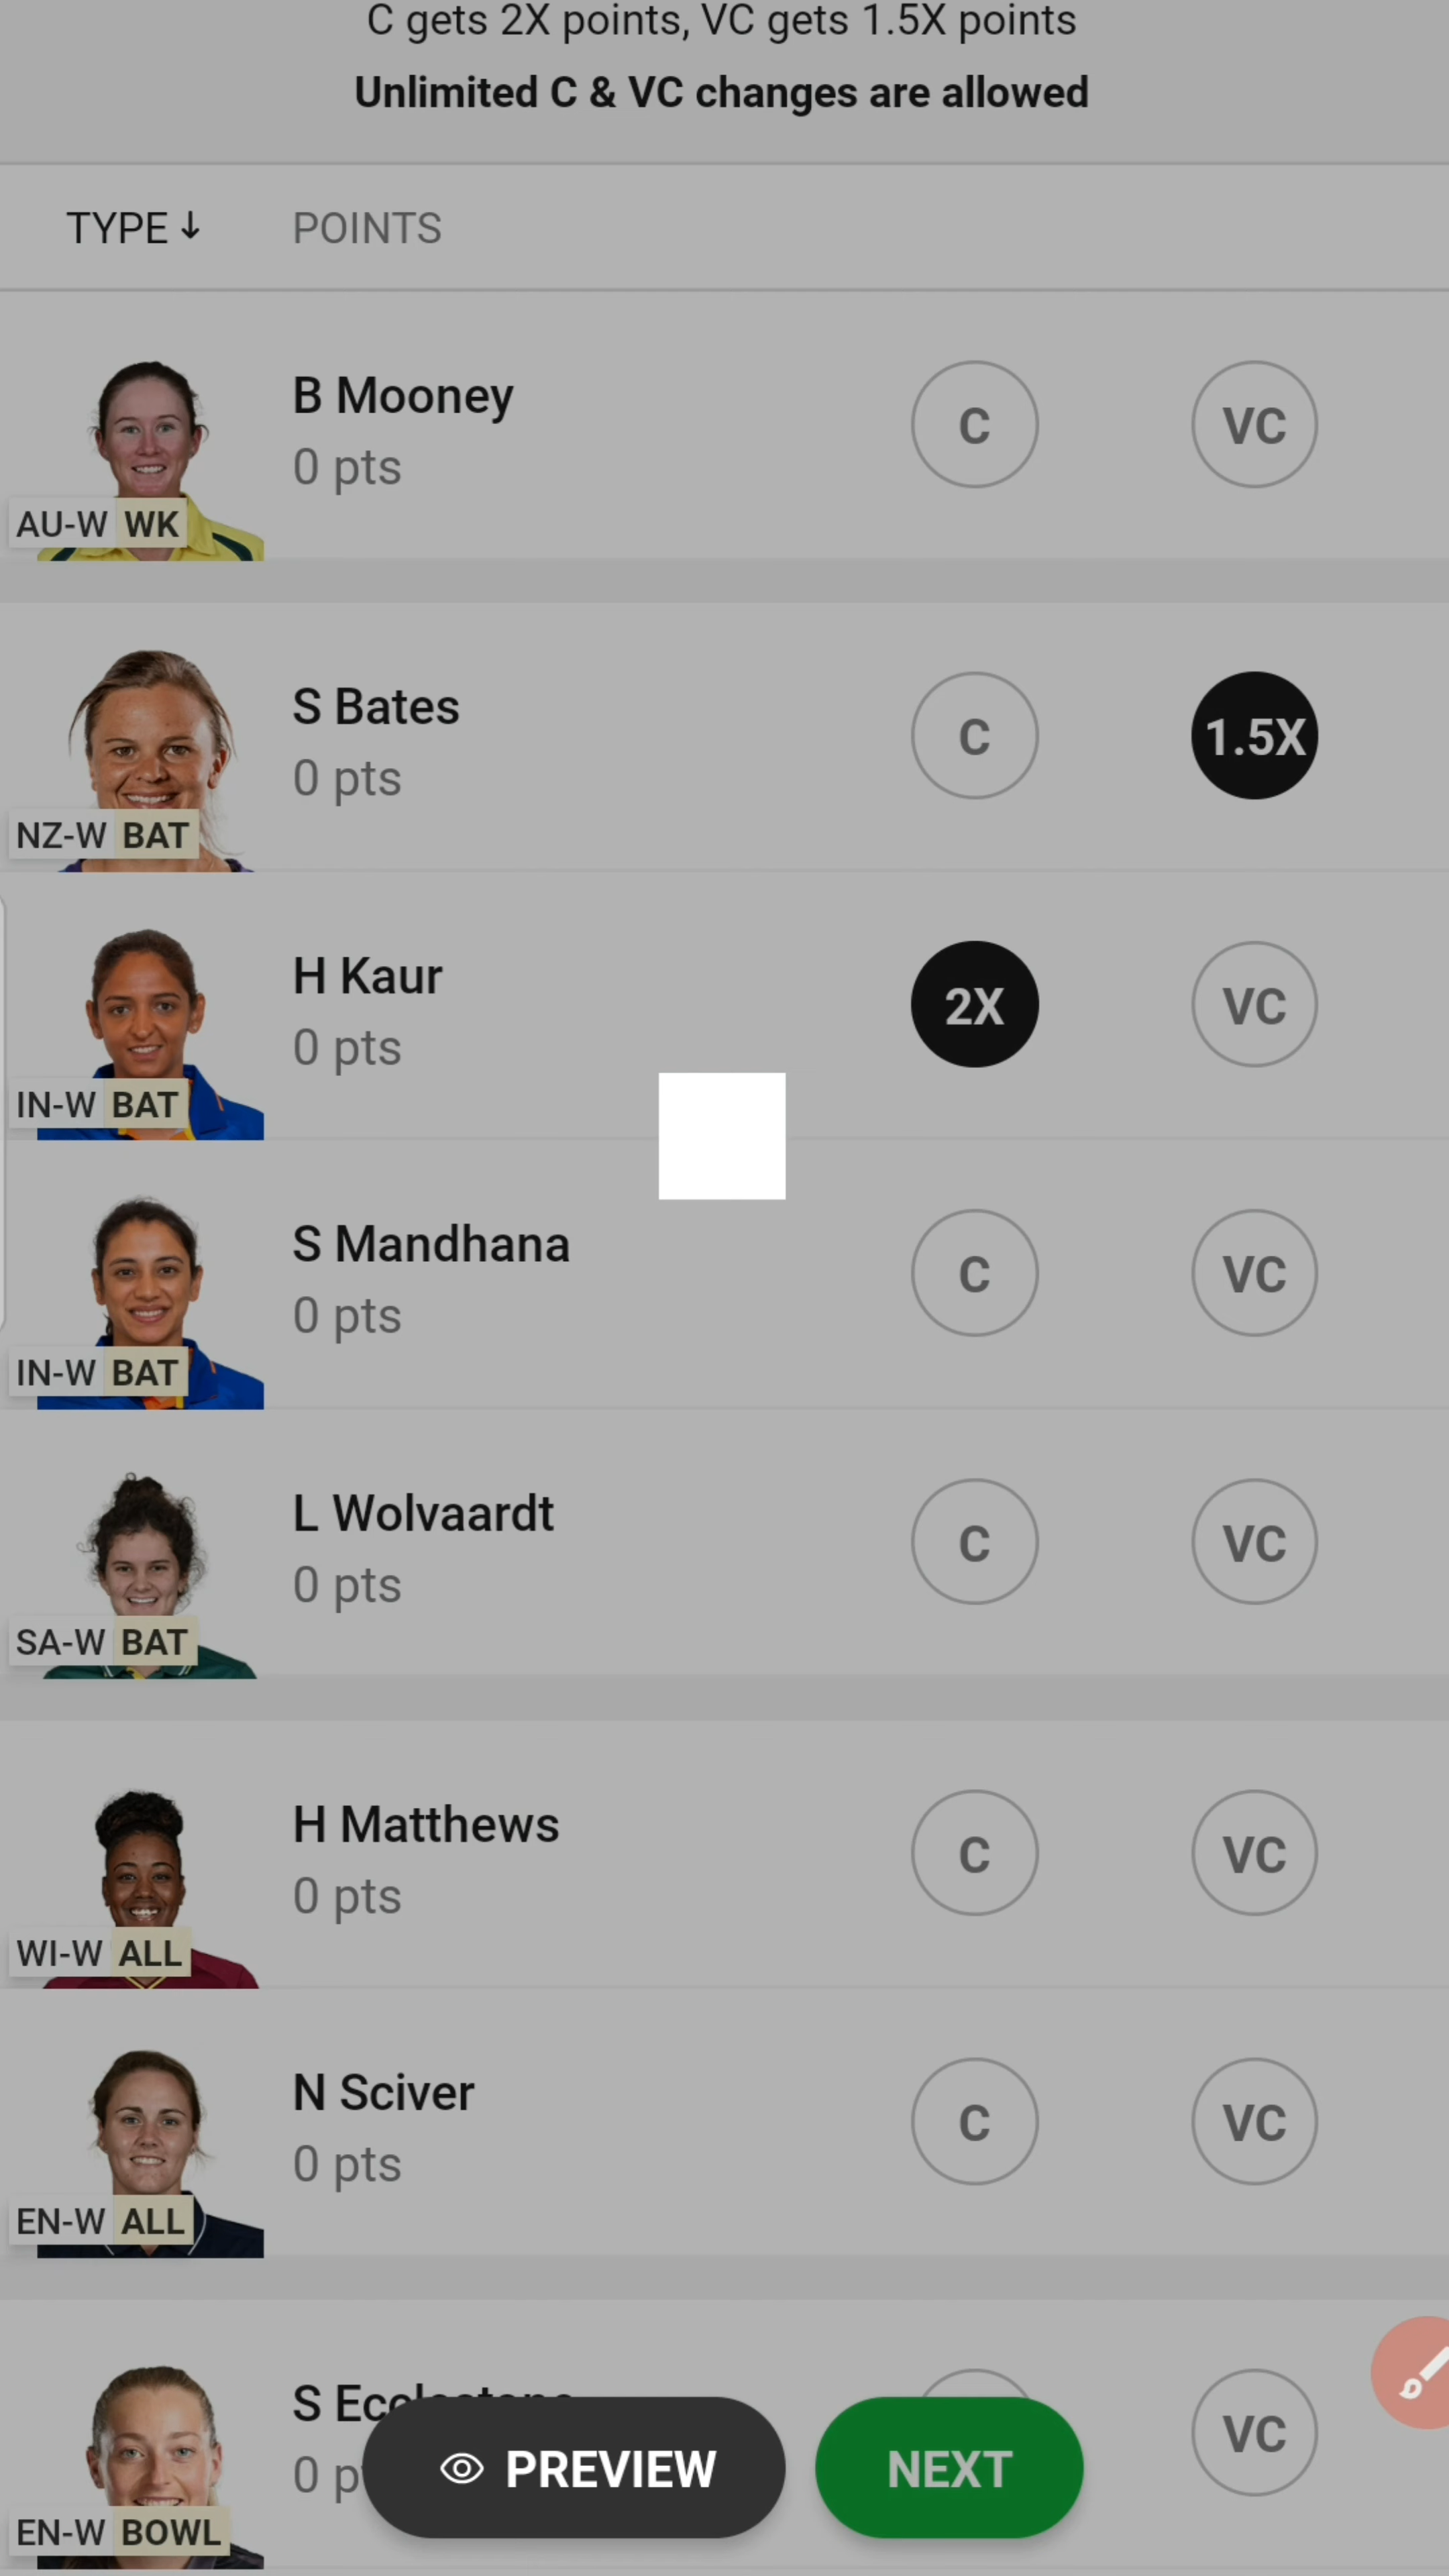 C gets 2X points, VC gets 1.5X points
Unlimited C & VC changes are allowed
TYPE↓ POINTS
B Mooney
0 pts
C VC
AU-W WK
S Bates
0 pts
C 1.5X
NZ-W BAT
H Kaur
0 pts
2X VC
IN-W BAT
S Mandhana
0 pts
C VC
IN-W BAT
L Wolvaardt
0 pts
C VC
SA-W BAT
H Matthews
0 pts
C VC
WI-W ALL
N Sciver
0 pts
C VC
EN-W ALL
S
0
VC
PREVIEW NEXT
EN-W BOWL